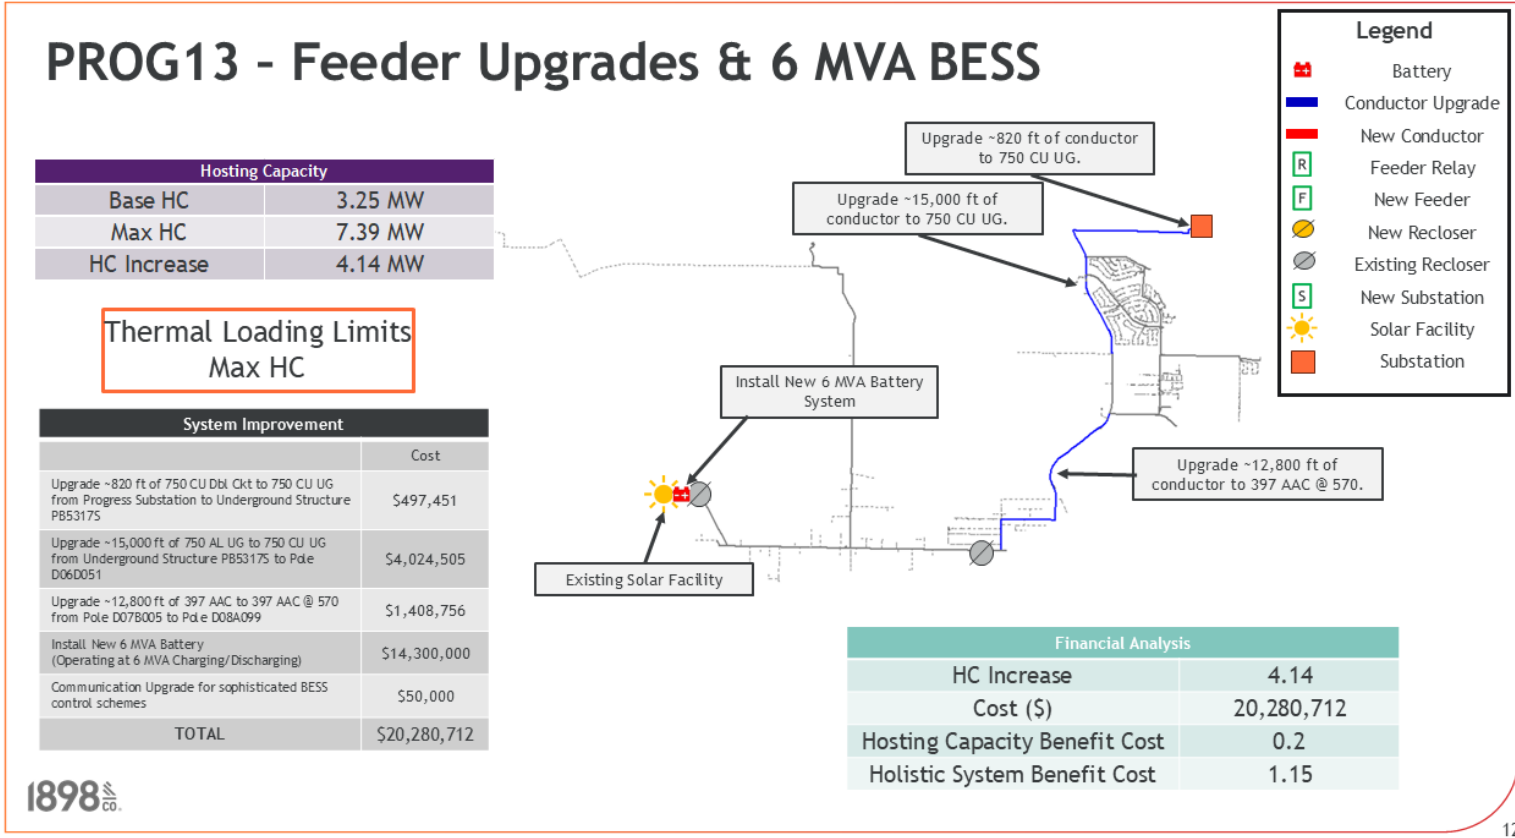 PROG13 - Feeder Upgrades & 6 MVA BESS
Legend
Battery
Conductor Upgrade
New Conductor
R Feeder Relay
F New Feeder
New Recloser
Existing Recloser
S New Substation
Solar Facility
Substation
Hosting Capacity
Base HC 3.25 MW
Max HC 7.39 MW
HC Increase 4.14 MW
Thermal Loading Limits
Max HC
Upgrade ~820 ft of conductor
to 750 CU UG.
Upgrade ~15,000 ft of
conductor to 750 CU UG.
Install New 6 MVA Battery
System
Upgrade ~12,800 ft of
conductor to 397 AAC @ 570.
Existing Solar Facility
System Improvement
Cost
Upgrade ~820 ft of 750 CU Dbl Ckt to 750 CU UG
from Progress Substation to Underground Structure
PB5317S
$497,451
Upgrade ~15,000 ft of 750 AL UG to 750 CU UG
from Underground Structure PB5317S to Pole
D06D051
$4,024,505
Upgrade ~12,800 ft of 397 AAC to 397 AAC @ 570
from Pole D07B005 to Pole D08A099
$1,408,756
Install New 6 MVA Battery
(Operating at 6 MVA Charging/Discharging)
$14,300,000
Communication Upgrade for sophisticated BESS
control schemes
$50,000
TOTAL $20,280,712
Financial Analysis
HC Increase 4.14
Cost ($) 20,280,712
Hosting Capacity Benefit Cost 0.2
Holistic System Benefit Cost 1.15
1898 & CO.
12